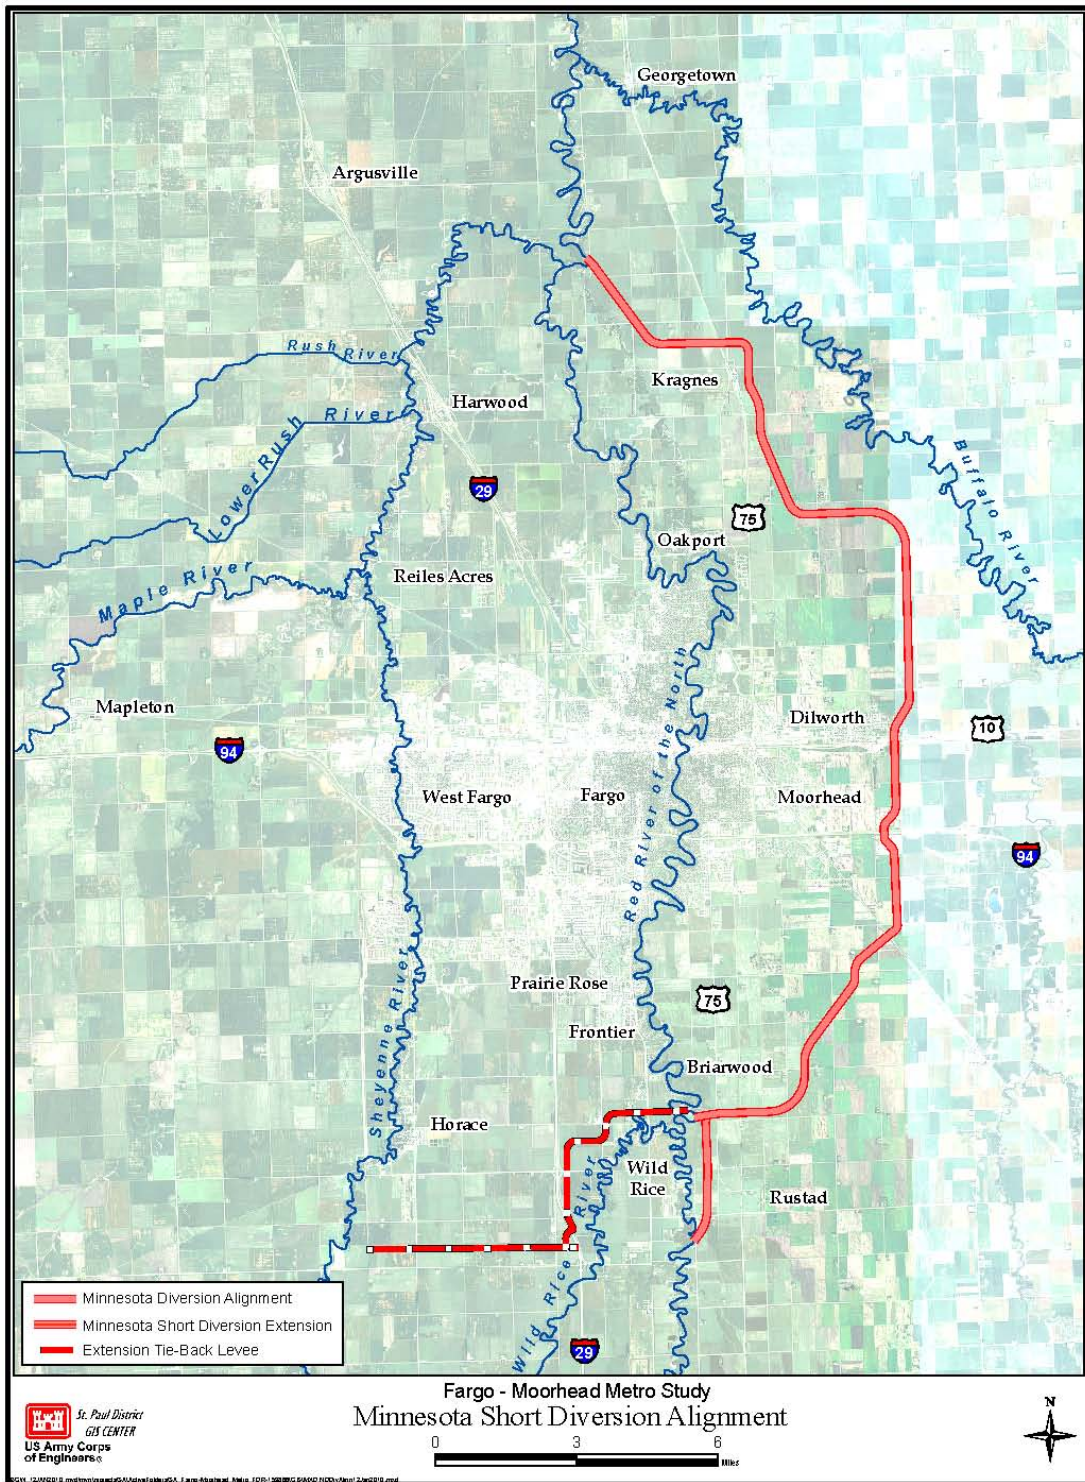 Georgetown
Argusville
Rush River
Kragnes
Harwood
Lower Rush River
Buffalo River
29
75
Oakport
Maple River
Reiles Acres
Red River of the North
Mapleton
Dilworth
10
94
West Fargo
Fargo
Moorhead
94
Sheyenne River
Prairie Rose
75
Frontier
Briarwood
Horace
Wild
Rice
Rustad
Wild Rice River
29
Minnesota Diversion Alignment
Minnesota Short Diversion Extension
Extension Tie-Back Levee
Fargo - Moorhead Metro Study
Minnesota Short Diversion Alignment
St. Paul District
GIS CENTER
US Army Corps
of Engineers®
0 3 6
Miles
N